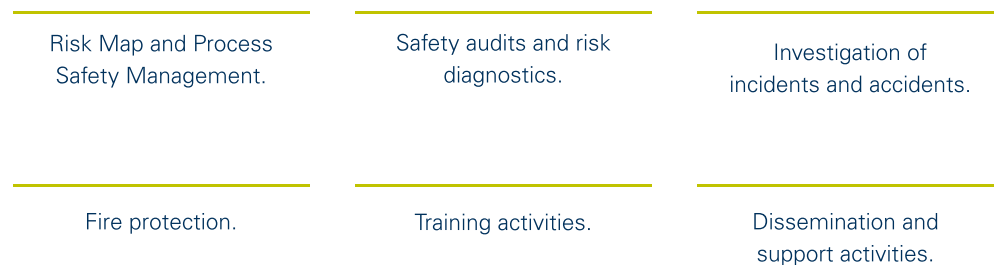 Risk Map and Process
Safety Management.
Safety audits and risk
diagnostics.
Investigation of
incidents and accidents.
Fire protection.
Training activities.
Dissemination and
support activities.